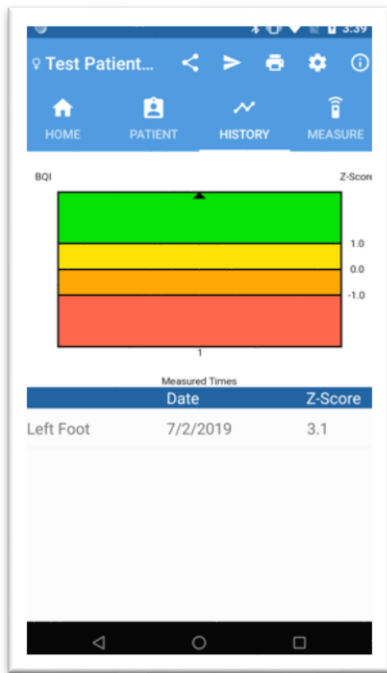 3:39
Test Patient...
HOME PATIENT HISTORY MEASURE
BQI Z-Score
1.0
0.0
-1.0
1
Measured Times
Date Z-Score
Left Foot 7/2/2019 3.1